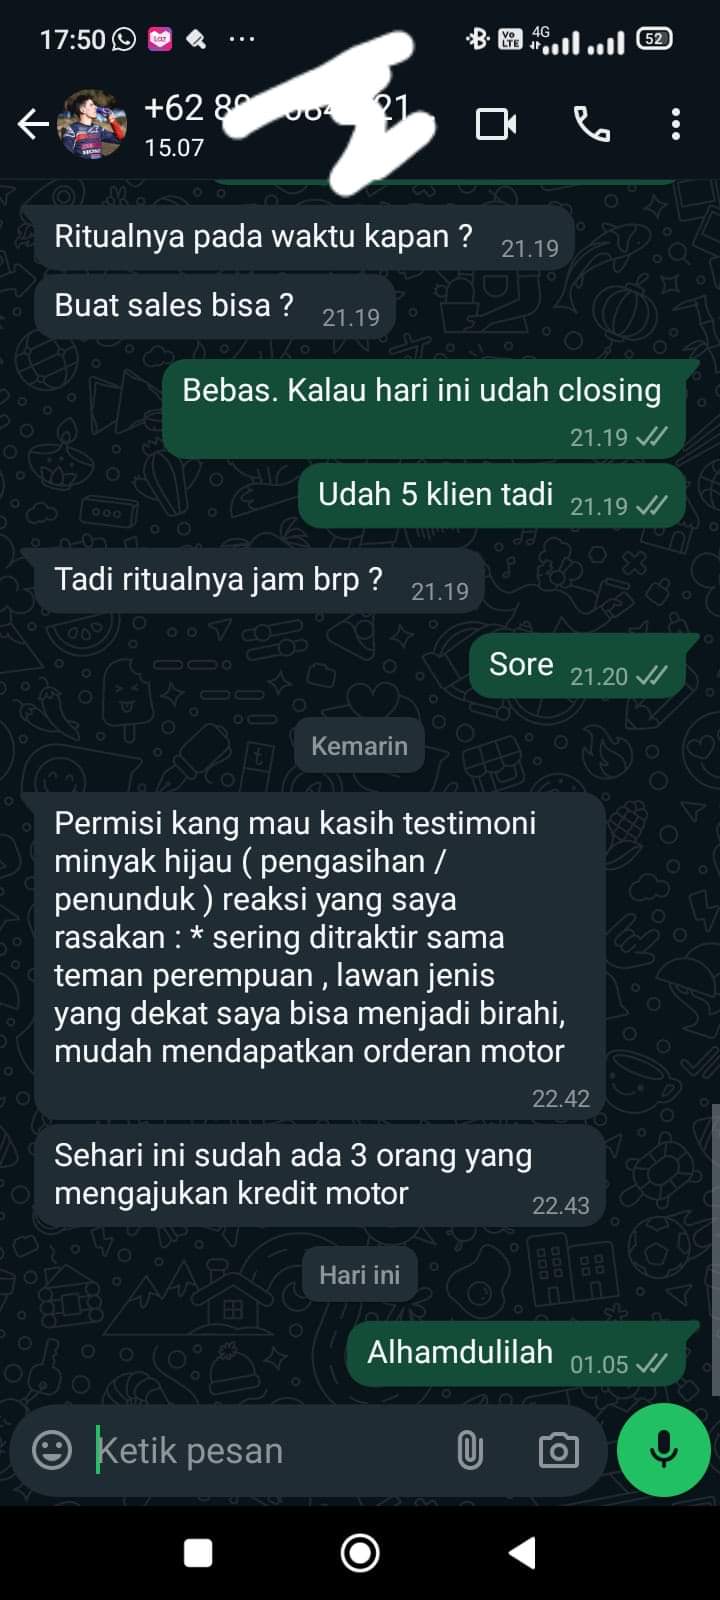 17:50
VoLTE 4G 52
+62 8
15.07
Ritualnya pada waktu kapan ? 21.19
Buat sales bisa ? 21.19
Bebas. Kalau hari ini udah closing
21.19
Udah 5 klien tadi 21.19
Tadi ritualnya jam brp ? 21.19
Sore 21.20
Kemarin
Permisi kang mau kasih testimoni
minyak hijau ( pengasihan /
penunduk ) reaksi yang saya
rasakan : * sering ditraktir sama
teman perempuan , lawan jenis
yang dekat saya bisa menjadi birahi,
mudah mendapatkan orderan motor
22.42
Sehari ini sudah ada 3 orang yang
mengajukan kredit motor 22.43
Hari ini
Alhamdulilah 01.05
Ketik pesan